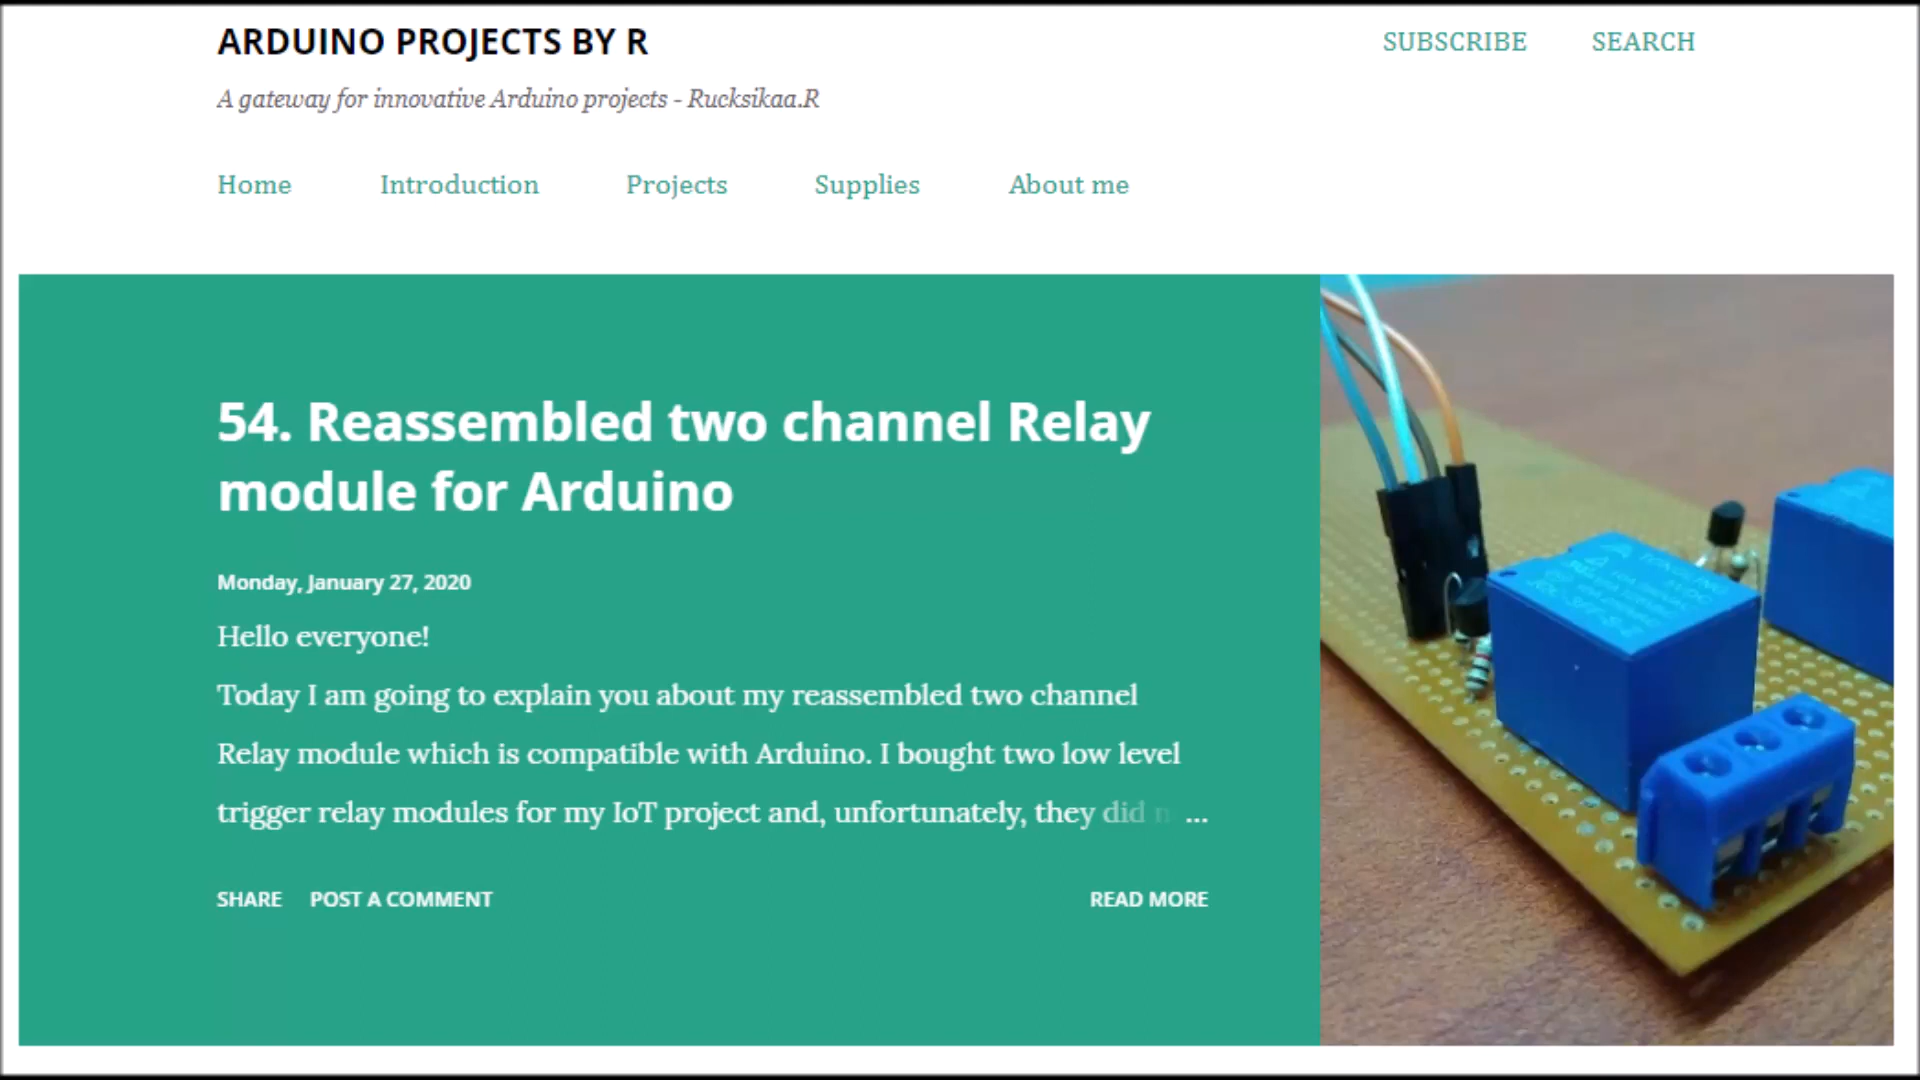 ARDUINO PROJECTS BY R
SUBSCRIBE
SEARCH
A gateway for innovative Arduino projects - Rucksikaa.R
Home
Introduction
Projects
Supplies
About me
54. Reassembled two channel Relay
module for Arduino
Monday, January 27, 2020
Hello everyone!
Today I am going to explain you about my reassembled two channel
Relay module which is compatible with Arduino. I bought two low level
trigger relay modules for my IoT project and, unfortunately, they did ...
SHARE
POST A COMMENT
READ MORE